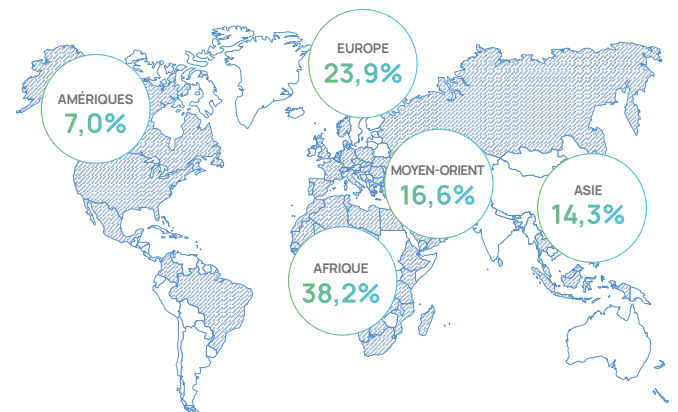 EUROPE
23,9%
AMÉRIQUES
7,0%
MOYEN-ORIENT
16,6%
ASIE
14,3%
AFRIQUE
38,2%